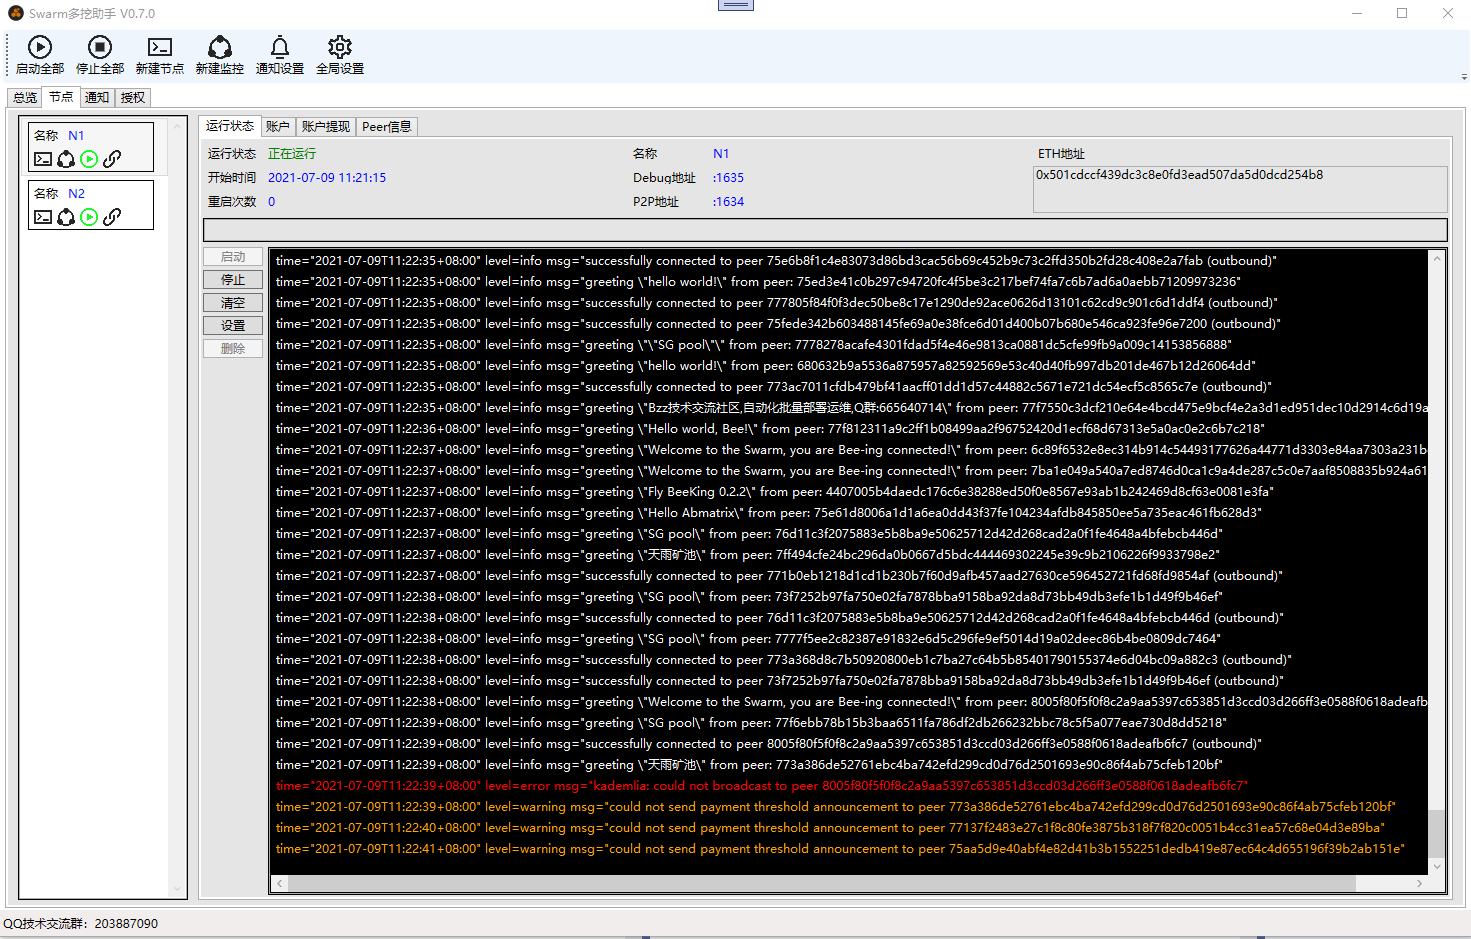 Swarm多挖助手 V0.7.0
启动全部 停止全部 新建节点 新建监控 通知设置 全局设置
总览 节点 通知 授权
名称 N1
名称 N2
运行状态 账户 账户提现 Peer信息
运行状态 正在运行 名称 N1 ETH地址
开始时间 2021-07-09 11:21:15 Debug地址 :1635 0x501cdccf439dc3c8e0fd3ead507da5d0dcd254b8
重启次数 0 P2P地址 :1634
启动
停止
清空
设置
删除
time="2021-07-09T11:22:35+08:00" level=info msg="successfully connected to peer 75e6b8f1c4e83073d86bd3cac56b69c452b9c73c2ffd350b2fd28c408e2a7fab (outbound)"
time="2021-07-09T11:22:35+08:00" level=info msg="greeting \"hello world!\" from peer: 75ed3e41c0b297c94720fc4f5be3c217bef74fa7c6b7ad6a0aebb71209973236"
time="2021-07-09T11:22:35+08:00" level=info msg="successfully connected to peer 777805f84f0f3dec50be8c17e1290de92ace0626d13101c62cd9c901c6d1ddf4 (outbound)"
time="2021-07-09T11:22:35+08:00" level=info msg="successfully connected to peer 75fede342b603488145fe69a0e38fce6d01d400b07b680e546ca923fe96e7200 (outbound)"
time="2021-07-09T11:22:35+08:00" level=info msg="greeting \"\"SG pool\"\" from peer: 7778278acafe4301fdad5f4e46e9813ca0881dc5cfe99fb9a009c14153856888"
time="2021-07-09T11:22:35+08:00" level=info msg="greeting \"hello world!\" from peer: 680632b9a5536a875957a82592569e53c40d40fb997db201de467b12d26064dd"
time="2021-07-09T11:22:35+08:00" level=info msg="successfully connected to peer 773ac7011cfdb479bf41aacff01dd1d57c44882c5671e721dc54ecf5c8565c7e (outbound)"
time="2021-07-09T11:22:35+08:00" level=info msg="greeting \"Bzz技术交流社区,自动化批量部署运维,Q群:665640714\" from peer: 77f7550c3dcf210e64e4bcd475e9bcf4e2a3d1ed951dec10d2914c6d19a
time="2021-07-09T11:22:36+08:00" level=info msg="greeting \"Hello world, Bee!\" from peer: 77f812311a9c2ff1b08499aa2f96752420d1ecf68d67313e5a0ac0e2c6b7c218"
time="2021-07-09T11:22:36+08:00" level=info msg="greeting \"Welcome to the Swarm, you are Bee-ing connected!\" from peer: 6c89f6532e8ec314b914c54493177626a44771d3303e84aa7303a231b
time="2021-07-09T11:22:37+08:00" level=info msg="greeting \"Welcome to the Swarm, you are Bee-ing connected!\" from peer: 7ba1e049a540a7ed8746d0ca1c9a4de287c5c0e7aaf8508835b924a61
time="2021-07-09T11:22:37+08:00" level=info msg="greeting \"Fly BeeKing 0.2.2\" from peer: 4407005b4daedc176c6e38288ed50f0e8567e93ab1b242469d8cf63e0081e3fa"
time="2021-07-09T11:22:37+08:00" level=info msg="greeting \"Hello Abmatrix\" from peer: 75e61d8006a1d1a6ea0dd43f37fe104234afdb845850ee5a735eac461fb628d3"
time="2021-07-09T11:22:37+08:00" level=info msg="greeting \"SG pool\" from peer: 76d11c3f2075883e5b8ba9e50625712d42d268cad2a0f1fe4648a4bfebcb446d"
time="2021-07-09T11:22:37+08:00" level=info msg="greeting \"天雨矿池\" from peer: 7ff494cfe24bc296da0b0667d5bdc444469302245e39c9b2106226f9933798e2"
time="2021-07-09T11:22:37+08:00" level=info msg="successfully connected to peer 771b0eb1218d1cd1b230b7f60d9afb457aad27630ce596452721fd68fd9854af (outbound)"
time="2021-07-09T11:22:38+08:00" level=info msg="greeting \"SG pool\" from peer: 73f7252b97fa750e02fa7878bba9158ba92da8d73bb49db3efe1b1d49f9b46ef"
time="2021-07-09T11:22:38+08:00" level=info msg="successfully connected to peer 76d11c3f2075883e5b8ba9e50625712d42d268cad2a0f1fe4648a4bfebcb446d (outbound)"
time="2021-07-09T11:22:38+08:00" level=info msg="greeting \"SG pool\" from peer: 7777f5ee2c82387e91832e6d5c296fe9ef5014d19a02deec86b4be0809dc7464"
time="2021-07-09T11:22:38+08:00" level=info msg="successfully connected to peer 773a368d8c7b50920800eb1c7ba27c64b5b85401790155374e6d04bc09a882c3 (outbound)"
time="2021-07-09T11:22:38+08:00" level=info msg="successfully connected to peer 73f7252b97fa750e02fa7878bba9158ba92da8d73bb49db3efe1b1d49f9b46ef (outbound)"
time="2021-07-09T11:22:38+08:00" level=info msg="greeting \"Welcome to the Swarm, you are Bee-ing connected!\" from peer: 8005f80f5f0f8c2a9aa5397c653851d3ccd03d266ff3e0588f0618adeafb
time="2021-07-09T11:22:39+08:00" level=info msg="greeting \"SG pool\" from peer: 77f6ebb78b15b3baa6511fa786df2db266232bbc78c5f5a077eae730d8dd5218"
time="2021-07-09T11:22:39+08:00" level=info msg="successfully connected to peer 8005f80f5f0f8c2a9aa5397c653851d3ccd03d266ff3e0588f0618adeafb6fc7 (outbound)"
time="2021-07-09T11:22:39+08:00" level=info msg="greeting \"天雨矿池\" from peer: 773a386de52761ebc4ba742efd299cd0d76d2501693e90c86f4ab75cfeb120bf"
time="2021-07-09T11:22:39+08:00" level=error msg="kademlia: could not broadcast to peer 8005f80f5f0f8c2a9aa5397c653851d3ccd03d266ff3e0588f0618adeafb6fc7"
time="2021-07-09T11:22:39+08:00" level=warning msg="could not send payment threshold announcement to peer 773a386de52761ebc4ba742efd299cd0d76d2501693e90c86f4ab75cfeb120bf"
time="2021-07-09T11:22:40+08:00" level=warning msg="could not send payment threshold announcement to peer 77137f2483e27c1f8c80fe3875b318f7f820c0051b4cc31ea57c68e04d3e89ba"
time="2021-07-09T11:22:41+08:00" level=warning msg="could not send payment threshold announcement to peer 75aa5d9e40abf4e82d41b3b1552251dedb419e87ec64c4d655196f39b2ab151e"
QQ技术交流群：203887090